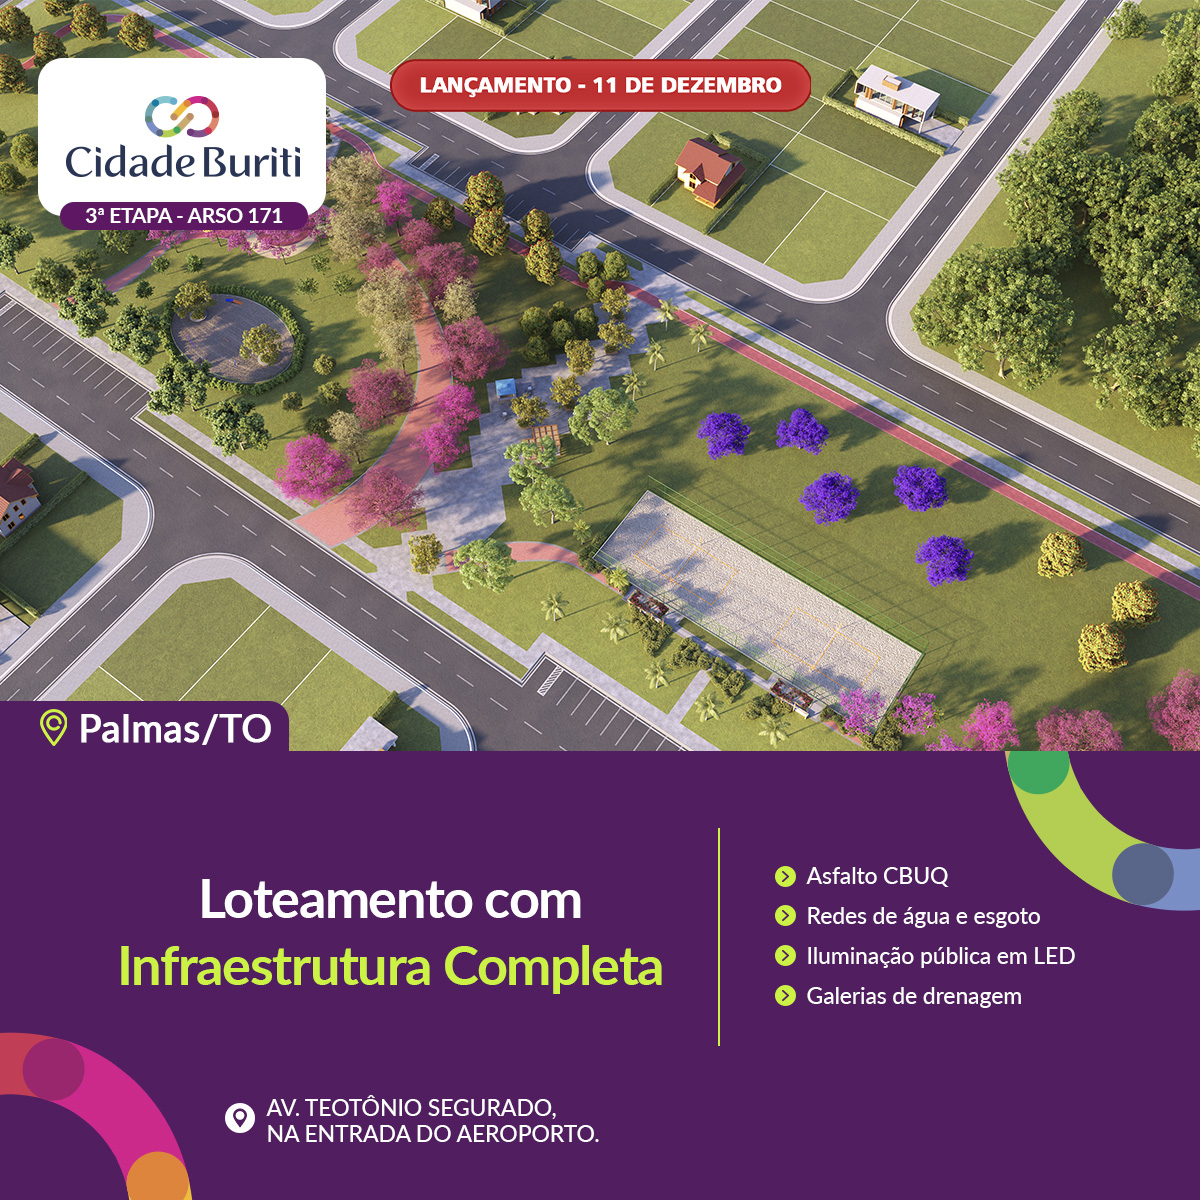 LANÇAMENTO - 11 DE DEZEMBRO
Cidade Buriti
3ª ETAPA - ARSO 171
Palmas/TO
Loteamento com
Infraestrutura Completa
Asfalto CBUQ
Redes de água e esgoto
Iluminação pública em LED
Galerias de drenagem
AV. TEOTÔNIO SEGURADO,
NA ENTRADA DO AEROPORTO.